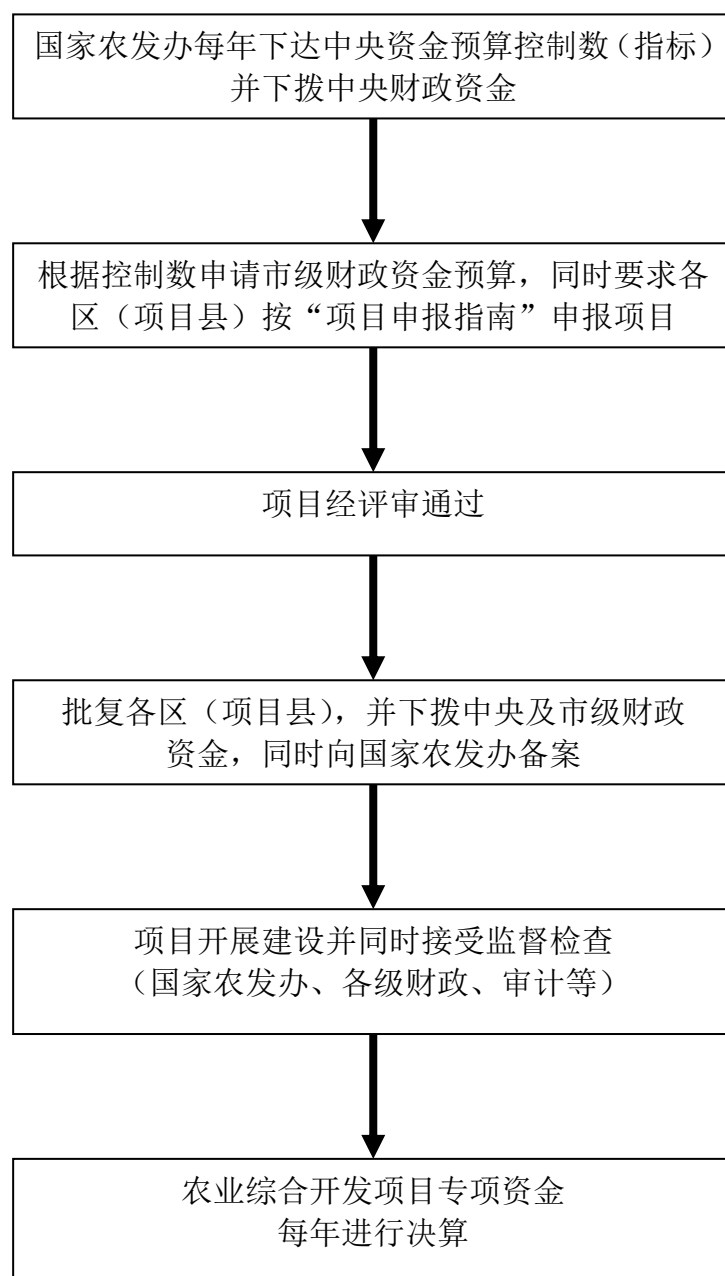 国家农发办每年下达中央资金预算控制数（指标）
并下拨中央财政资金
根据控制数申请市级财政资金预算，同时要求各
区（项目县）按“项目申报指南”申报项目
项目经评审通过
批复各区（项目县），并下拨中央及市级财政
资金，同时向国家农发办备案
项目开展建设并同时接受监督检查
（国家农发办、各级财政、审计等）
农业综合开发项目专项资金
每年进行决算